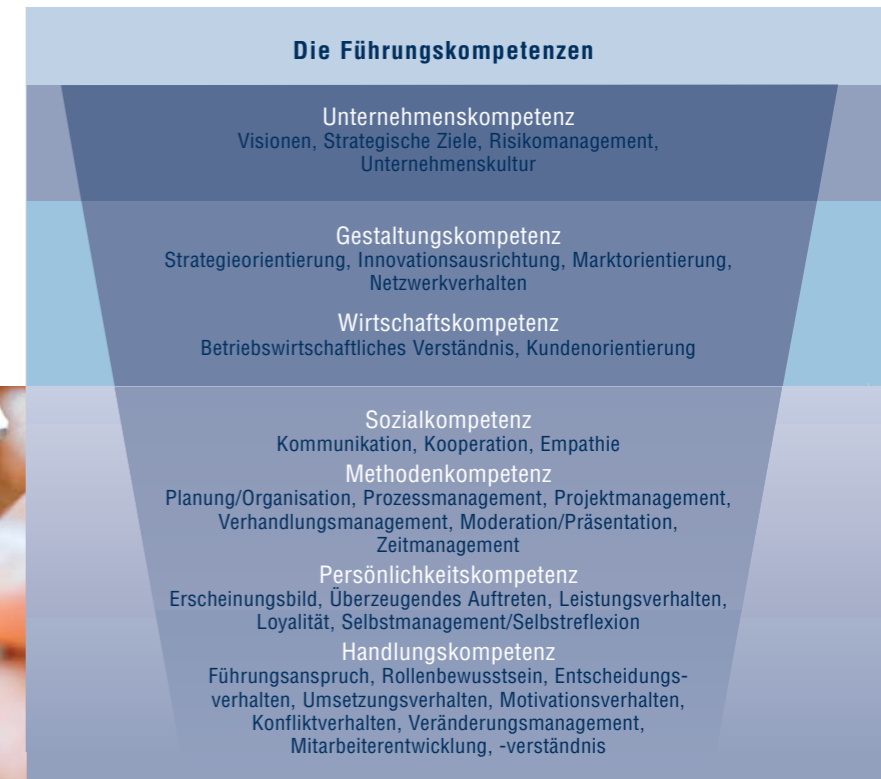 Die Führungskompetenzen
Unternehmenskompetenz
Visionen, Strategische Ziele, Risikomanagement,
Unternehmenskultur
Gestaltungskompetenz
Strategieorientierung, Innovationsausrichtung, Marktorientierung,
Netzwerkverhalten
Wirtschaftskompetenz
Betriebswirtschaftliches Verständnis, Kundenorientierung
Sozialkompetenz
Kommunikation, Kooperation, Empathie
Methodenkompetenz
Planung/Organisation, Prozessmanagement, Projektmanagement,
Verhandlungsmanagement, Moderation/Präsentation,
Zeitmanagement
Persönlichkeitskompetenz
Erscheinungsbild, Überzeugendes Auftreten, Leistungsverhalten,
Loyalität, Selbstmanagement/Selbstreflexion
Handlungskompetenz
Führungsanspruch, Rollenbewusstsein, Entscheidungs-
verhalten, Umsetzungsverhalten, Motivationsverhalten,
Konfliktverhalten, Veränderungsmanagement,
Mitarbeiterentwicklung, -verständnis